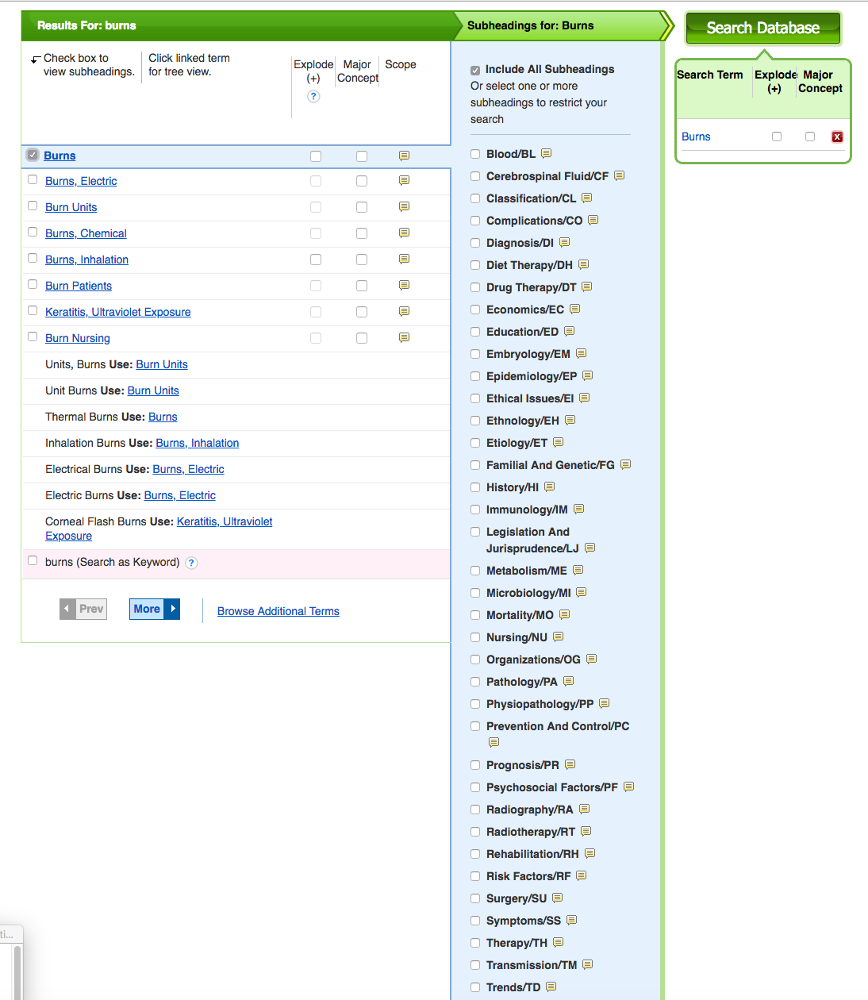 Results For: burns
Check box to
view subheadings.
Click linked term
for tree view.
Explode
(+)
?
Major
Concept
Scope
Burns
Burns, Electric
Burn Units
Burns, Chemical
Burns, Inhalation
Burn Patients
Keratitis, Ultraviolet Exposure
Burn Nursing
Units, Burns Use: Burn Units
Unit Burns Use: Burn Units
Thermal Burns Use: Burns
Inhalation Burns Use: Burns, Inhalation
Electrical Burns Use: Burns, Electric
Electric Burns Use: Burns, Electric
Corneal Flash Burns Use: Keratitis, Ultraviolet
Exposure
burns (Search as Keyword) ?
Prev
More
Browse Additional Terms
Subheadings for: Burns
Include All Subheadings
Or select one or more
subheadings to restrict your
search
Blood/BL
Cerebrospinal Fluid/CF
Classification/CL
Complications/CO
Diagnosis/DI
Diet Therapy/DH
Drug Therapy/DT
Economics/EC
Education/ED
Embryology/EM
Epidemiology/EP
Ethical Issues/EI
Ethnology/EH
Etiology/ET
Familial And Genetic/FG
History/HI
Immunology/IM
Legislation And
Jurisprudence/LJ
Metabolism/ME
Microbiology/MI
Mortality/MO
Nursing/NU
Organizations/OG
Pathology/PA
Physiopathology/PP
Prevention And Control/PC
Prognosis/PR
Psychosocial Factors/PF
Radiography/RA
Radiotherapy/RT
Rehabilitation/RH
Risk Factors/RF
Surgery/SU
Symptoms/SS
Therapy/TH
Transmission/TM
Trends/TD
Search Database
Search Term
Explode
(+)
Major
Concept
Burns
x
ti...